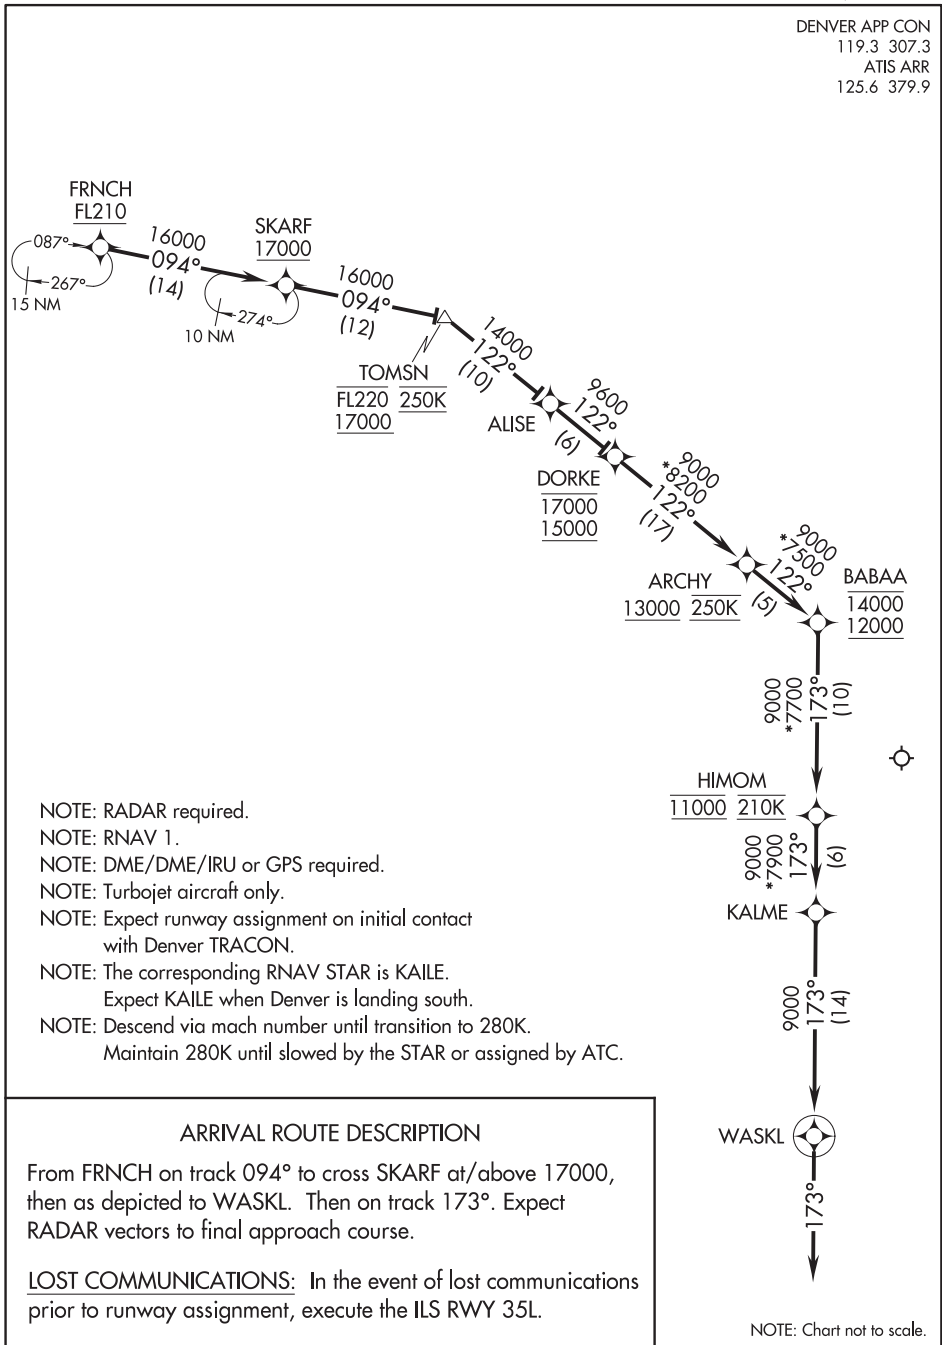 DENVER APP CON
119.3 307.3
ATIS ARR
125.6 379.9
FRNCH
FL210
087°
267°
15 NM
16000
094°
(14)
SKARF
17000
274°
10 NM
16000
094°
(12)
TOMSN
FL220 250K
17000
14000
122°
(10)
ALISE
9600
122°
(6)
DORKE
17000
15000
9000
*8200
122°
(17)
ARCHY
13000 250K
9000
*7500
122°
(5)
BABAA
14000
12000
9000
*7700
173°
(10)
HIMOM
11000 210K
9000
*7900
173°
(6)
KALME
9000
173°
(14)
WASKL
173°
NOTE: RADAR required.
NOTE: RNAV 1.
NOTE: DME/DME/IRU or GPS required.
NOTE: Turbojet aircraft only.
NOTE: Expect runway assignment on initial contact
with Denver TRACON.
NOTE: The corresponding RNAV STAR is KAILE.
Expect KAILE when Denver is landing south.
NOTE: Descend via mach number until transition to 280K.
Maintain 280K until slowed by the STAR or assigned by ATC.
ARRIVAL ROUTE DESCRIPTION
From FRNCH on track 094° to cross SKARF at/above 17000,
then as depicted to WASKL. Then on track 173°. Expect
RADAR vectors to final approach course.
LOST COMMUNICATIONS: In the event of lost communications
prior to runway assignment, execute the ILS RWY 35L.
NOTE: Chart not to scale.